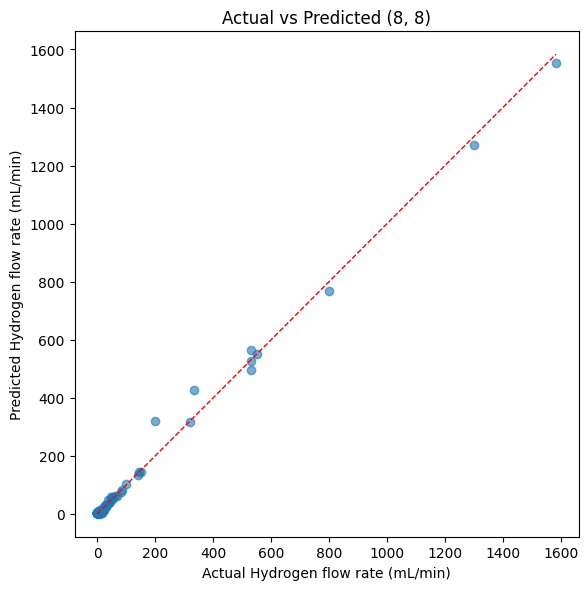 Actual vs Predicted (8, 8)
Predicted Hydrogen flow rate (mL/min)
1600
1400
1200
1000
800
600
400
200
0
0 200 400 600 800 1000 1200 1400 1600
Actual Hydrogen flow rate (mL/min)